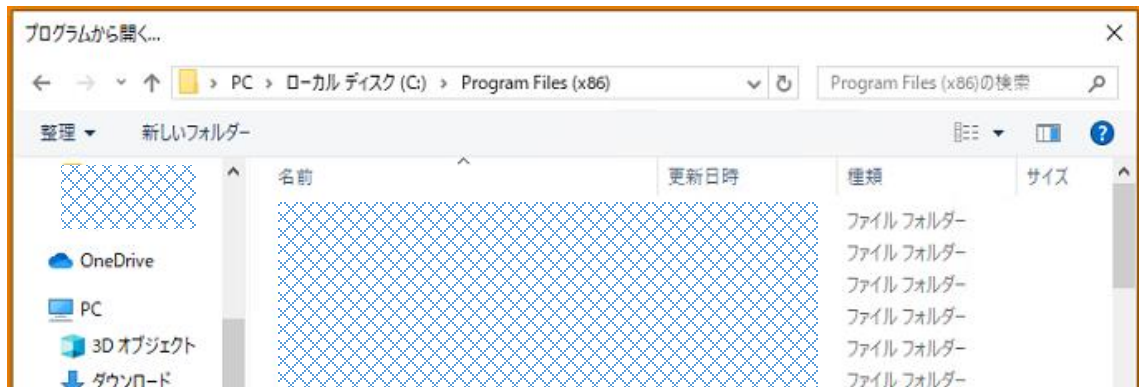 プログラムから開く...
PC > ローカル ディスク (C:) > Program Files (x86)
Program Files (x86)の検索
整理
新しいフォルダー
名前
更新日時
種類
サイズ
ファイル フォルダー
OneDrive
ファイル フォルダー
ファイル フォルダー
PC
ファイル フォルダー
3D オブジェクト
ファイル フォルダー
ダウンロード
ファイル フォルダー